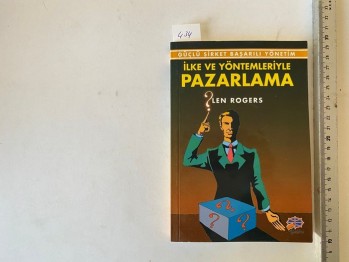 434
GÜÇLÜ ŞİRKET BAŞARILI YÖNETİM
İLKE VE YÖNTEMLERİYLE
PAZARLAMA
LEN ROGERS